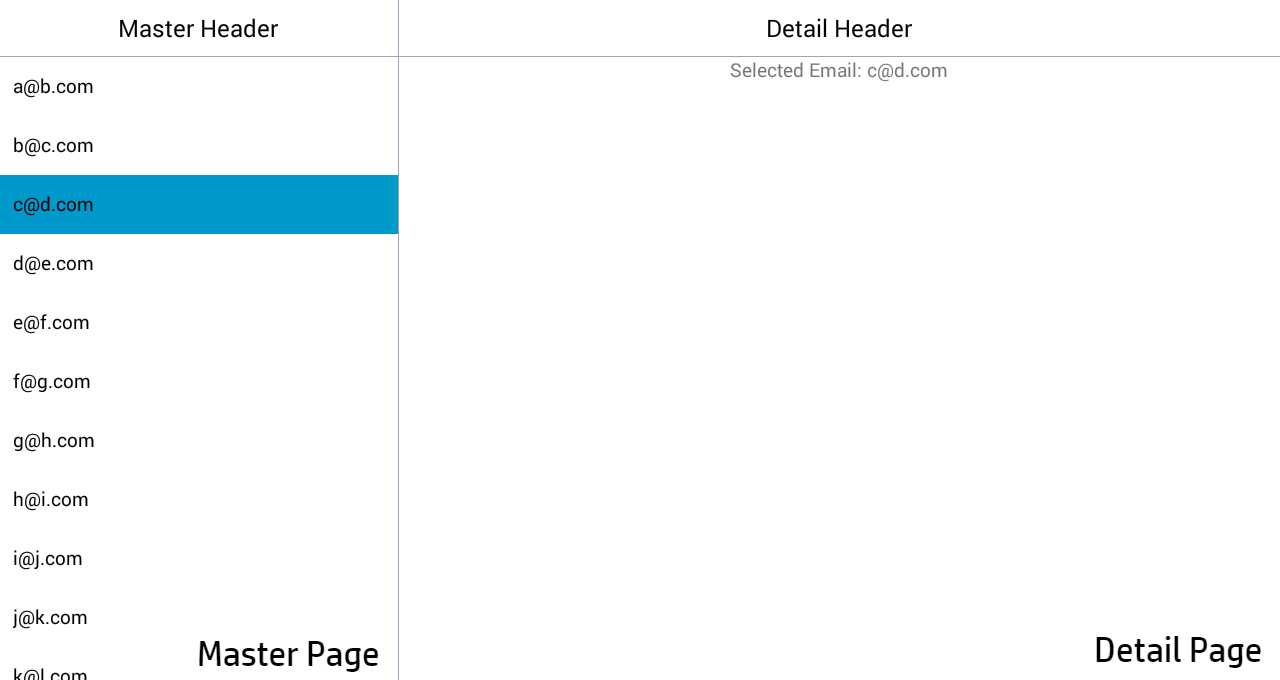 Master Header
a@b.com
b@c.com
c@d.com
d@e.com
e@f.com
f@g.com
g@h.com
h@i.com
i@j.com
j@k.com
k@l.com
Master Page
Detail Header
Selected Email: c@d.com
Detail Page